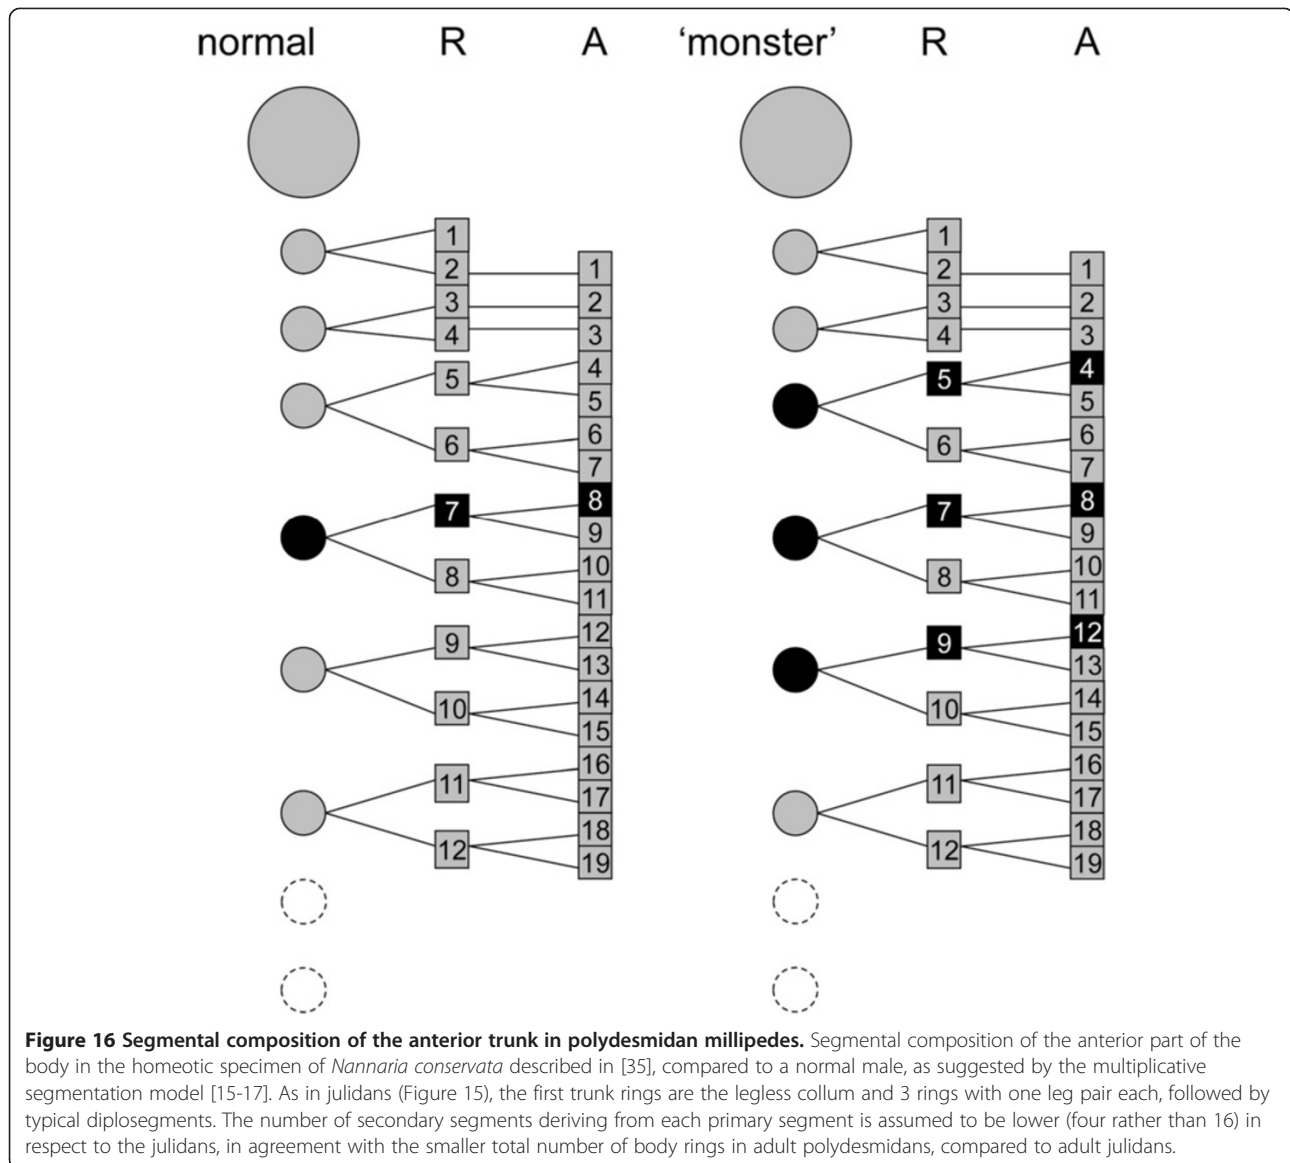 normal R A 'monster' R A
1 1
2 1 2 1
3 2 3 2
4 3 4 3
5 4 5 4
5 5
6 6 6 6
7 7
7 8 7 8
9 9
8 10 8 10
11 11
9 12 9 12
13 13
10 14 10 14
15 15
11 16 11 16
17 17
12 18 12 18
19 19
Figure 16 Segmental composition of the anterior trunk in polydesmidan millipedes. Segmental composition of the anterior part of the
body in the homeotic specimen of Nannaria conservata described in [35], compared to a normal male, as suggested by the multiplicative
segmentation model [15-17]. As in julidans (Figure 15), the first trunk rings are the legless collum and 3 rings with one leg pair each, followed by
typical diplosegments. The number of secondary segments deriving from each primary segment is assumed to be lower (four rather than 16) in
respect to the julidans, in agreement with the smaller total number of body rings in adult polydesmidans, compared to adult julidans.